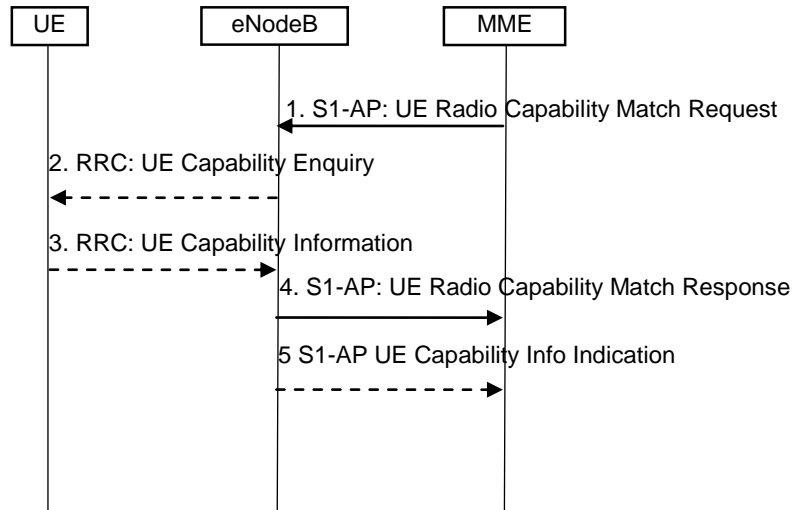 UE
eNodeB
MME
1. S1-AP: UE Radio Capability Match Request
2. RRC: UE Capability Enquiry
3. RRC: UE Capability Information
4. S1-AP: UE Radio Capability Match Response
5 S1-AP UE Capability Info Indication